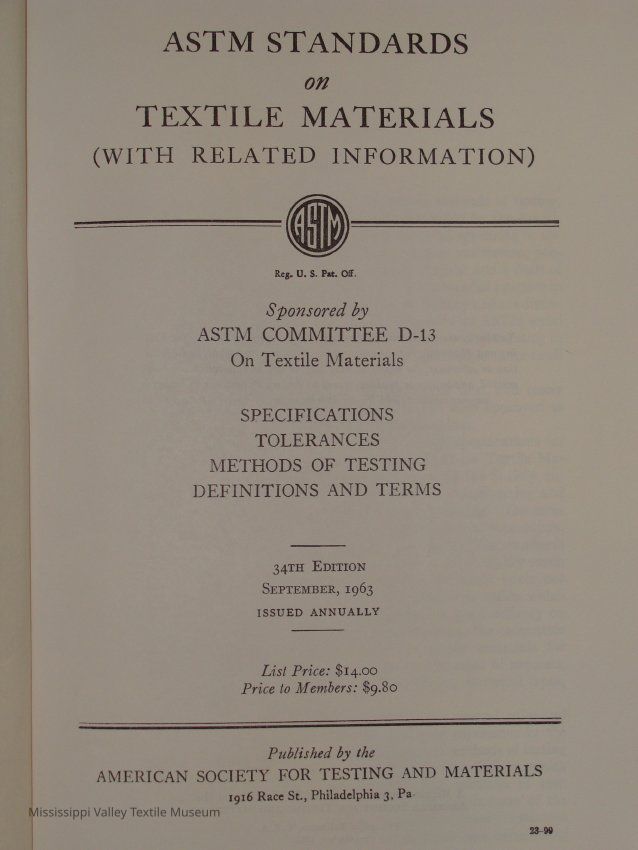 ASTM STANDARDS
on
TEXTILE MATERIALS
(WITH RELATED INFORMATION)
ASTM
Reg. U. S. Pat. Off.
Sponsored by
ASTM COMMITTEE D-13
On Textile Materials
SPECIFICATIONS
TOLERANCES
METHODS OF TESTING
DEFINITIONS AND TERMS
34TH EDITION
SEPTEMBER, 1963
ISSUED ANNUALLY
List Price: $14.00
Price to Members: $9.80
Published by the
AMERICAN SOCIETY FOR TESTING AND MATERIALS
1916 Race St., Philadelphia 3, Pa.
Mississippi Valley Textile Museum
23-99